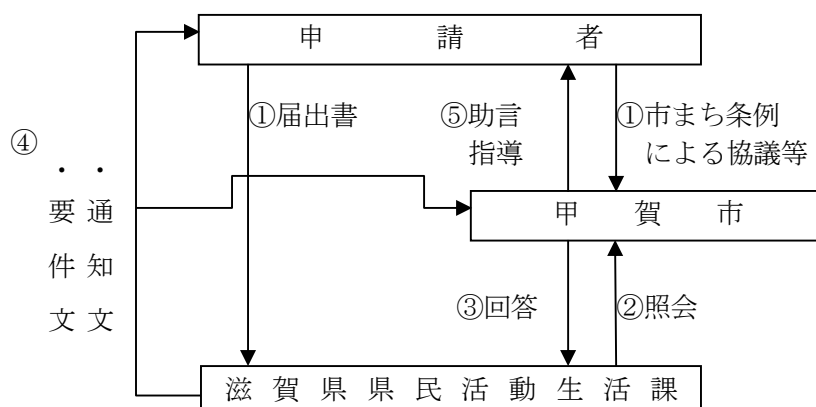 申請者
①届出書
⑤助言
指導
①市まち条例
による協議等
④
・通知文
・要件文
甲賀市
③回答
②照会
滋賀県県民活動生活課